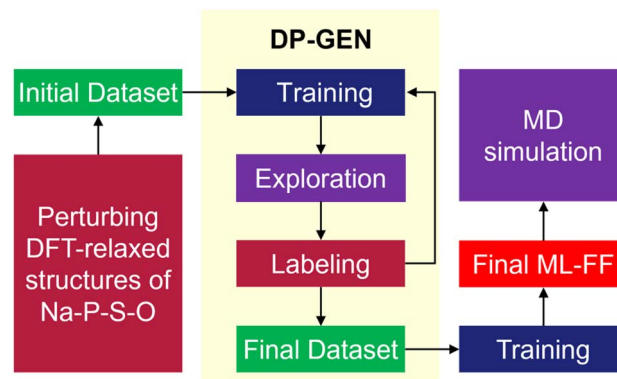 DP-GEN
Initial Dataset
Training
Exploration
Labeling
Final Dataset
Perturbing
DFT-relaxed
structures of
Na-P-S-O
MD
simulation
Final ML-FF
Training